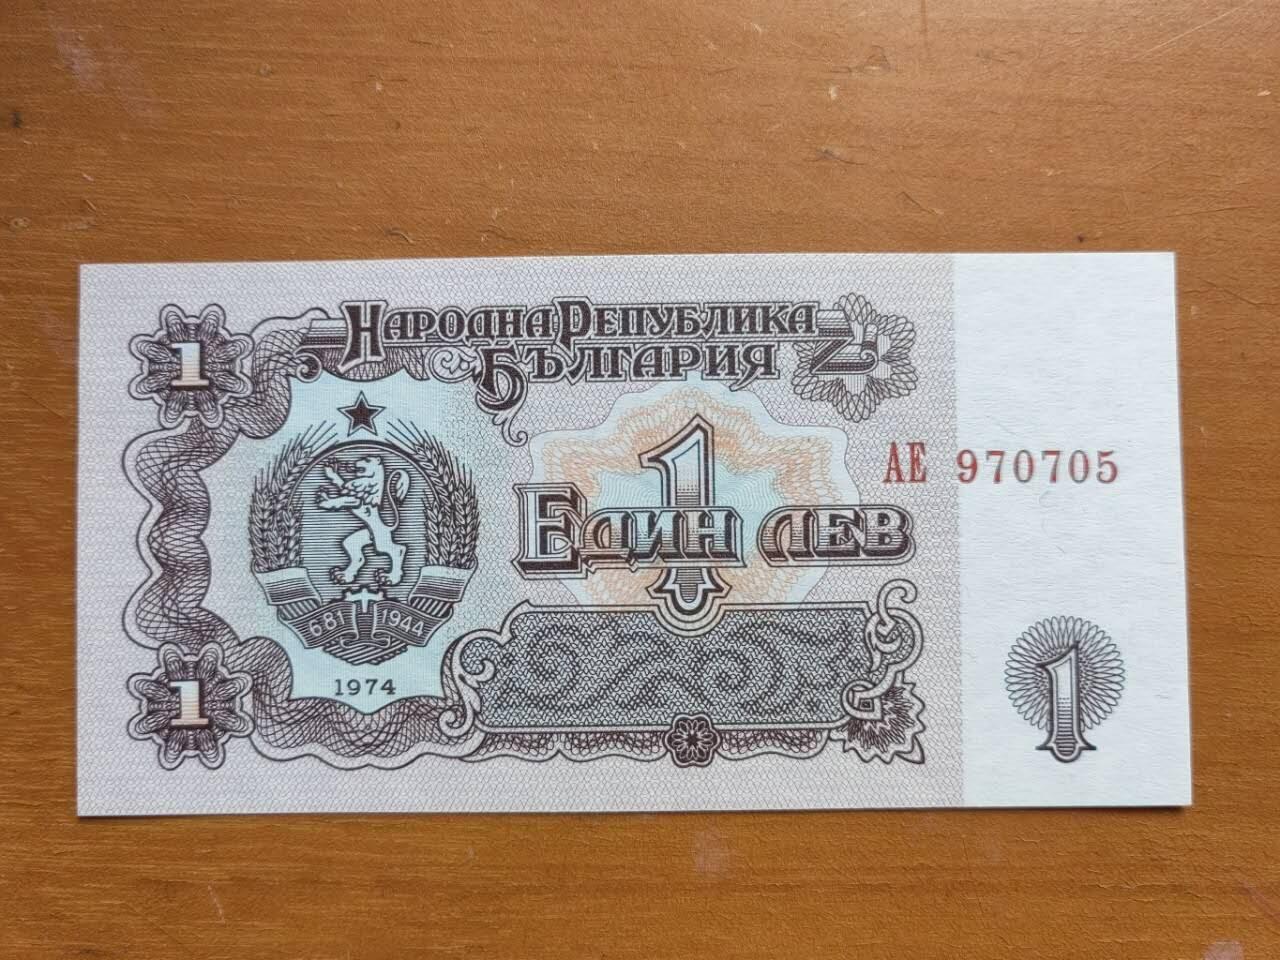 1
Народна Република
България
АЕ 970705
1
Един лев
681 1944
1974
1
1